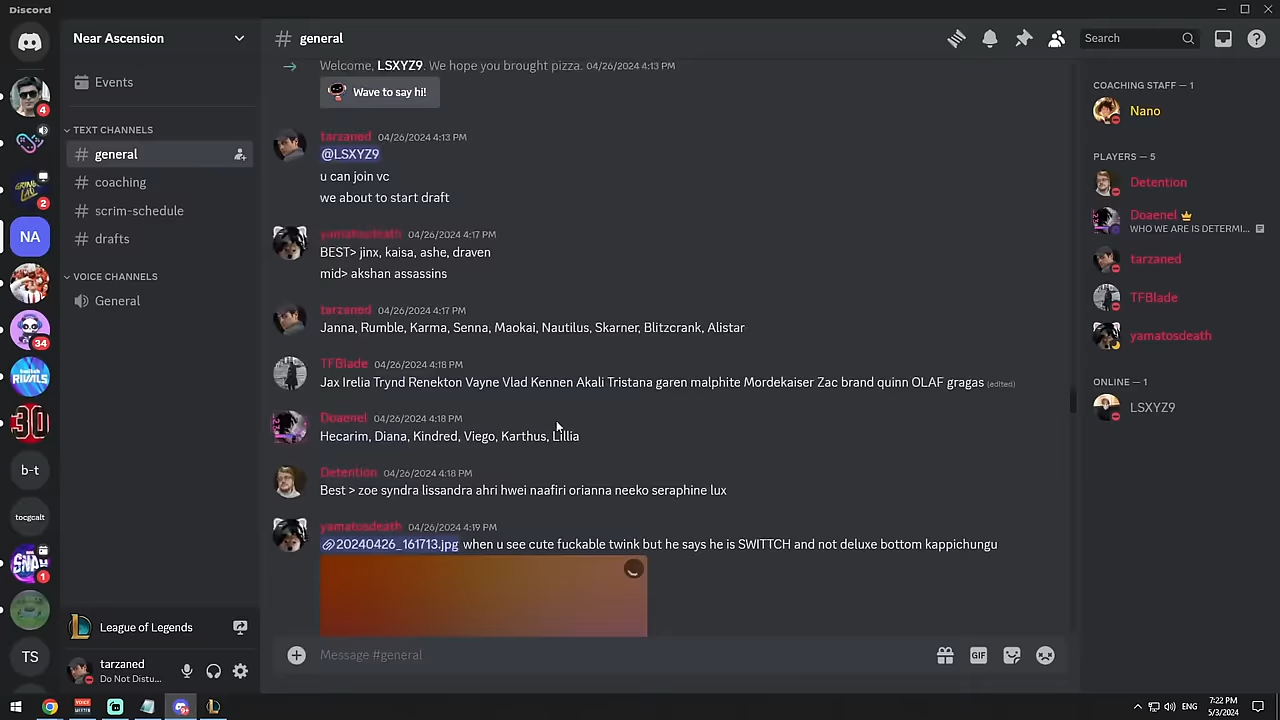 Discord
Near Ascension
general
Search
Events
TEXT CHANNELS
general
coaching
scrim-schedule
drafts
VOICE CHANNELS
General
4
2
NA
34
twitch
RIVALS
30
b-t
tocgcalt
SNAP
1
TS
League of Legends
tarzaned
Do Not Distu...
Welcome, LSXYZ9. We hope you brought pizza. 04/26/2024 4:13 PM
Wave to say hi!
tarzaned 04/26/2024 4:13 PM
@LSXYZ9
u can join vc
we about to start draft
yamatosdeath 04/26/2024 4:17 PM
BEST> jinx, kaisa, ashe, draven
mid> akshan assassins
tarzaned 04/26/2024 4:17 PM
Janna, Rumble, Karma, Senna, Maokai, Nautilus, Skarner, Blitzcrank, Alistar
TFBlade 04/26/2024 4:18 PM
Jax Irelia Trynd Renekton Vayne Vlad Kennen Akali Tristana garen malphite Mordekaiser Zac brand quinn OLAF gragas (edited)
Doaenel 04/26/2024 4:18 PM
Hecarim, Diana, Kindred, Viego, Karthus, Lillia
Detention 04/26/2024 4:18 PM
Best > zoe syndra lissandra ahri hwei naafiri orianna neeko seraphine lux
yamatosdeath 04/26/2024 4:19 PM
20240426_161713.jpg when u see cute fuckable twink but he says he is SWITTCH and not deluxe bottom kappichungu
Message #general
GIF
COACHING STAFF — 1
Nano
PLAYERS — 5
Detention
Doaenel
WHO WE ARE IS DETERMI...
tarzaned
TFBlade
yamatosdeath
ONLINE — 1
LSXYZ9
ENG
7:22 PM
5/3/2024